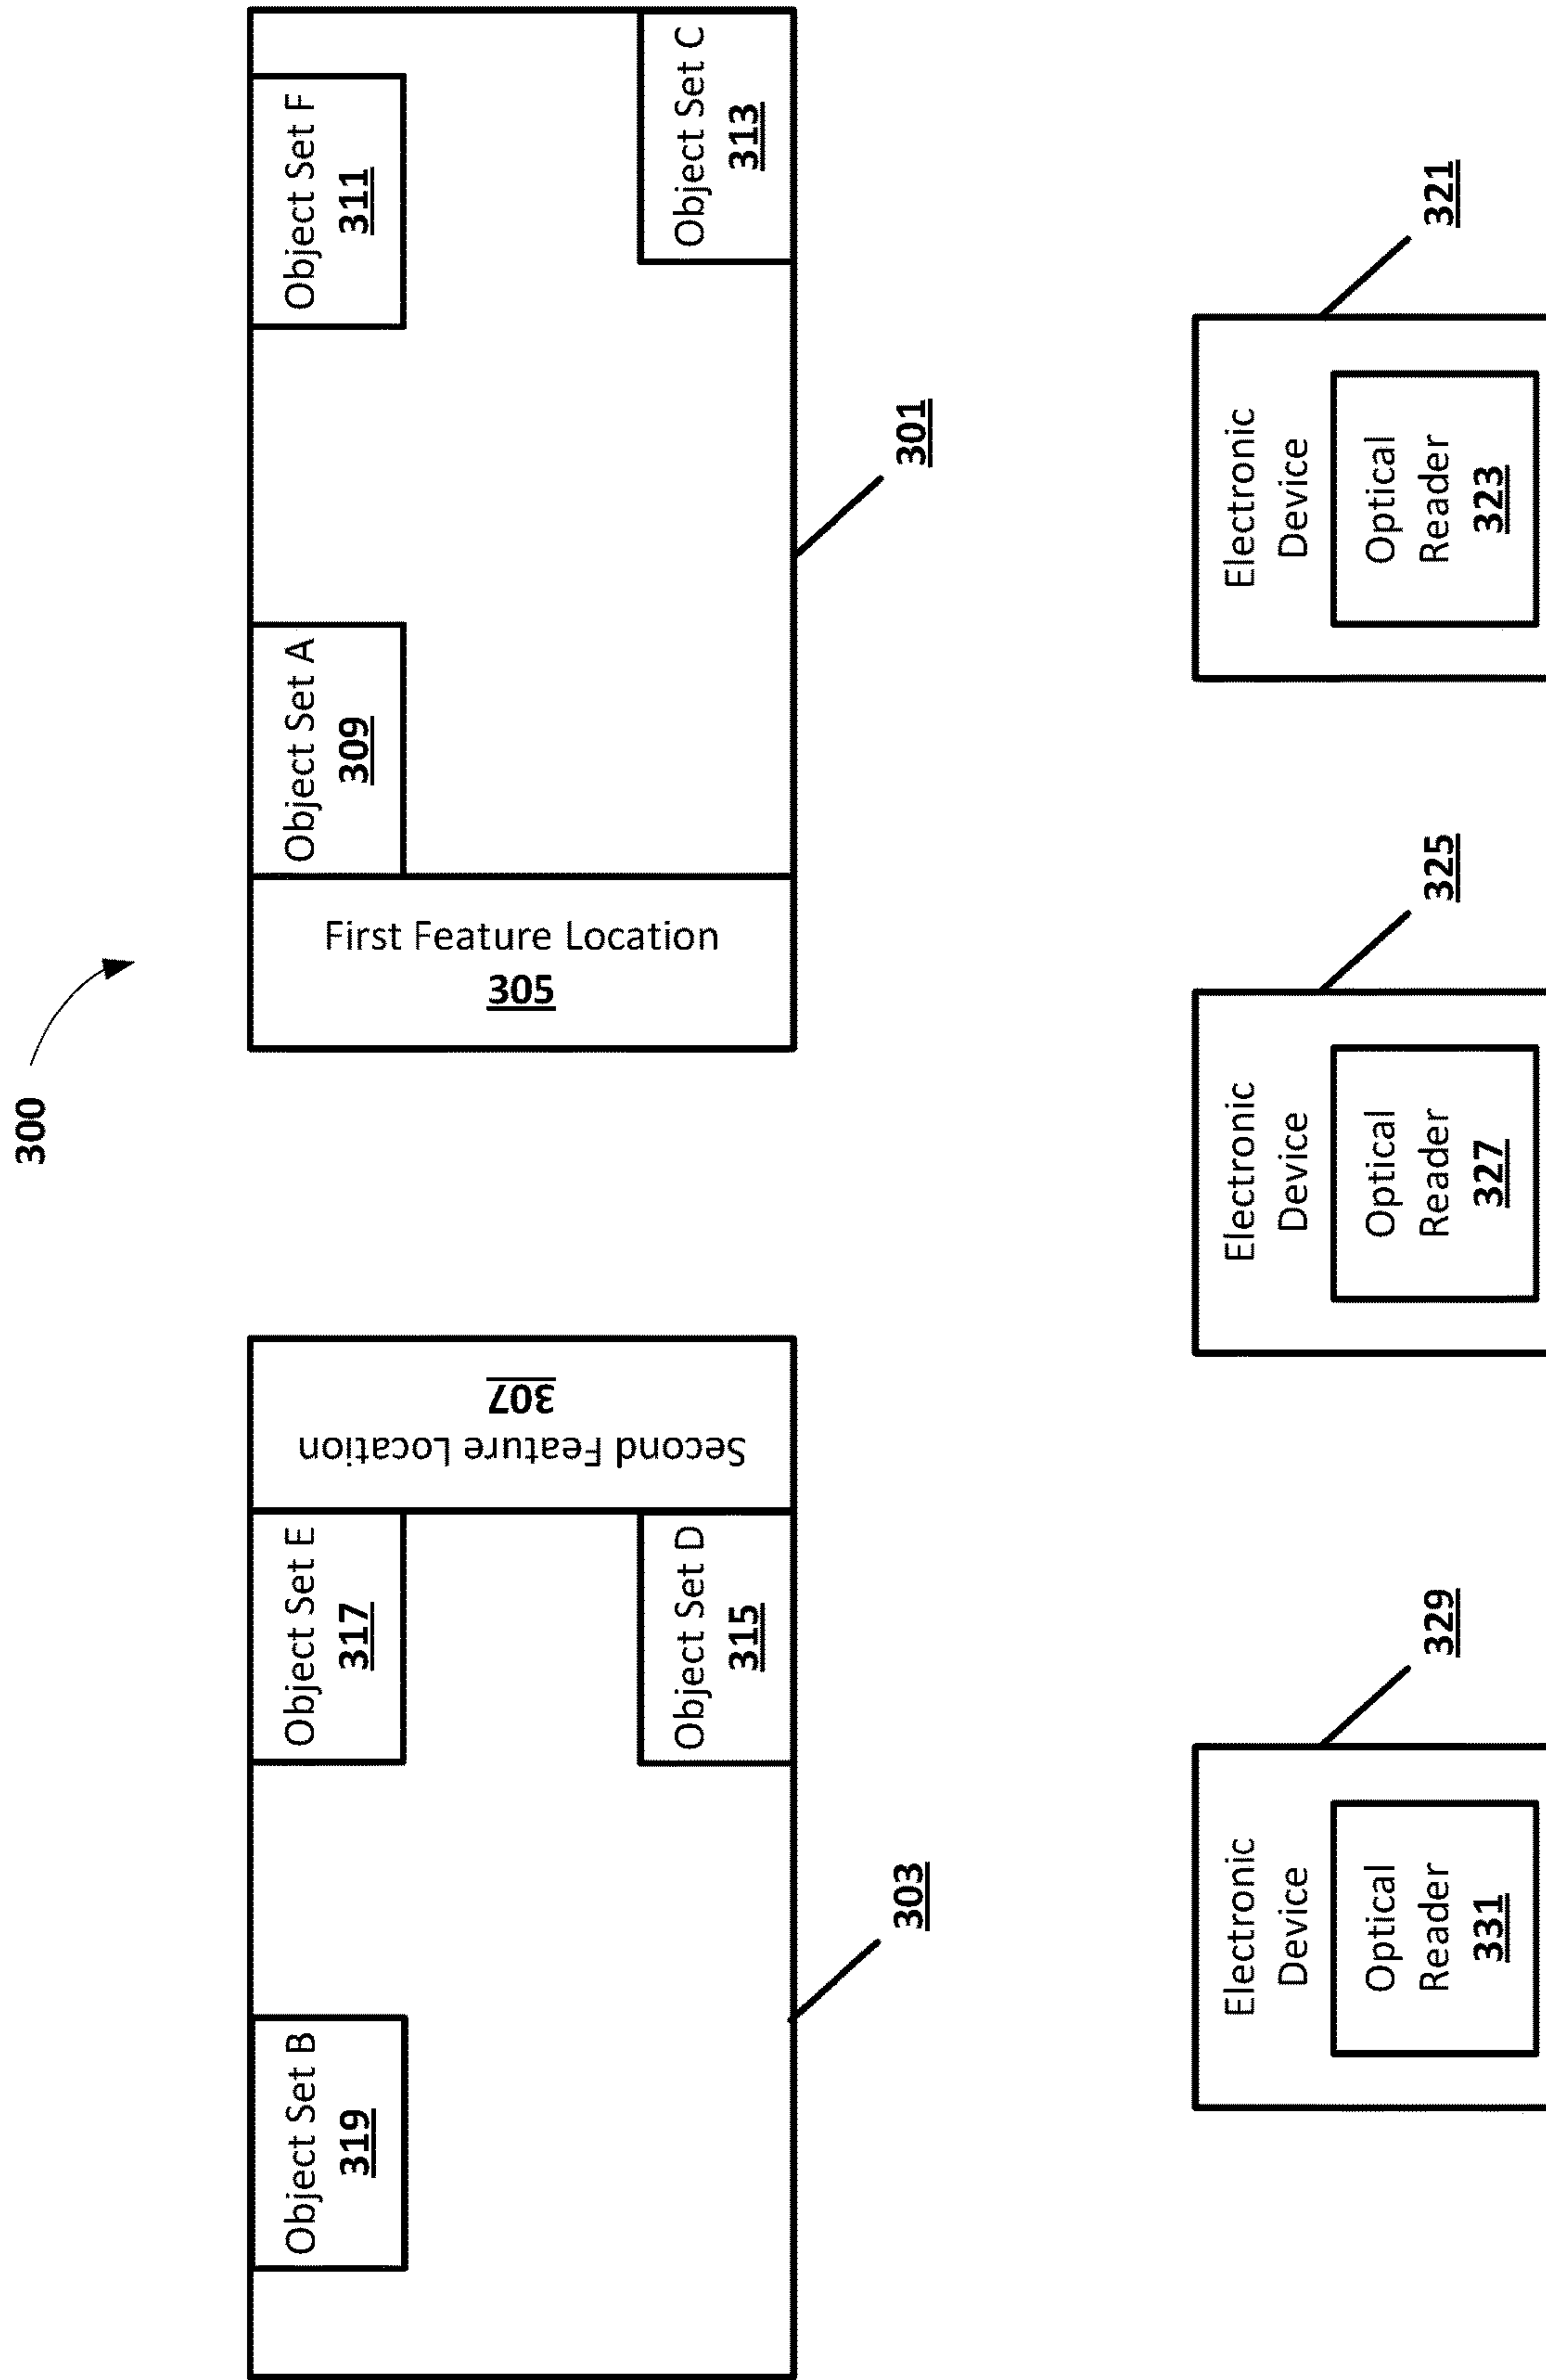 300
Object Set B
319
Object Set E
317
Object Set D
315
Second Feature Location
307
303
First Feature Location
305
Object Set A
309
Object Set F
311
Object Set C
313
301
Electronic
Device
Optical
Reader
331
329
Electronic
Device
Optical
Reader
327
325
Electronic
Device
Optical
Reader
323
321